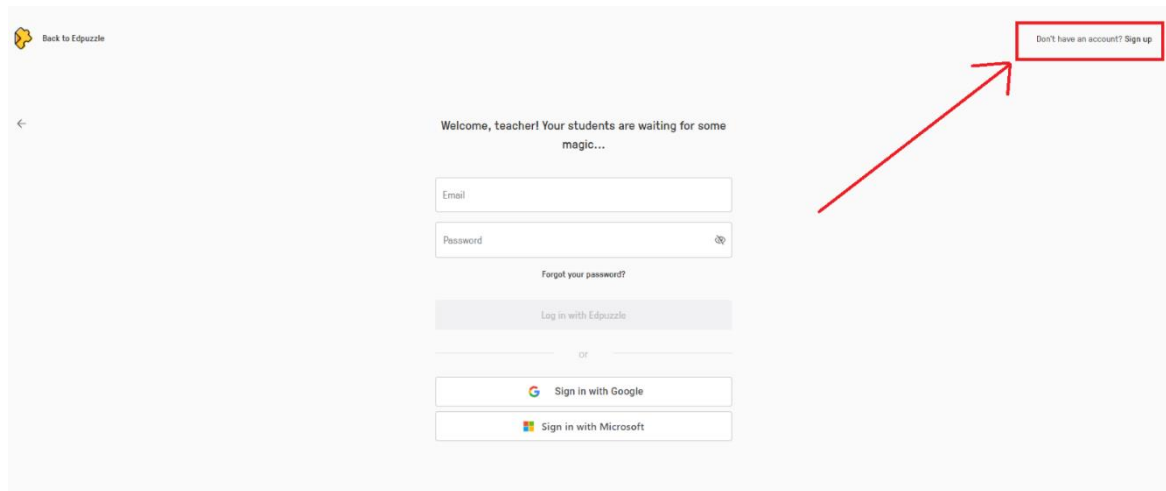 Back to Edpuzzle
Don't have an account? Sign up
Welcome, teacher! Your students are waiting for some
magic...
Email
Password
Forgot your password?
Log in with Edpuzzle
or
Sign in with Google
Sign in with Microsoft